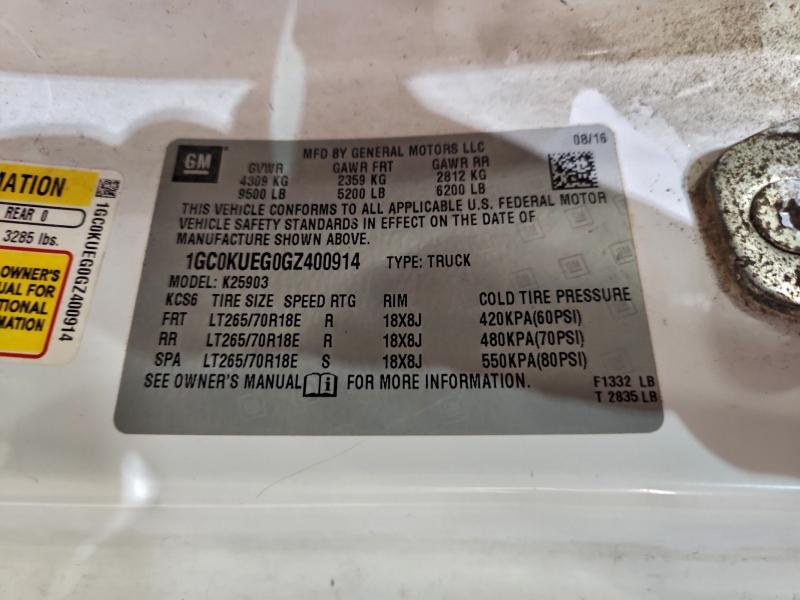 MATION
REAR 0
3285 lbs.
OWNER'S
UAL FOR
TIONAL
MATION
1GC0KUEG0GZ400914
GM
MFD BY GENERAL MOTORS LLC
08/16
GVWR GAWR FRT GAWR RR
4309 KG 2359 KG 2812 KG
9500 LB 5200 LB 6200 LB
THIS VEHICLE CONFORMS TO ALL APPLICABLE U.S. FEDERAL MOTOR
VEHICLE SAFETY STANDARDS IN EFFECT ON THE DATE OF
MANUFACTURE SHOWN ABOVE.
1GC0KUEG0GZ400914 TYPE: TRUCK
MODEL: K25903
KCS6 TIRE SIZE SPEED RTG RIM COLD TIRE PRESSURE
FRT LT265/70R18E R 18X8J 420KPA(60PSI)
RR LT265/70R18E R 18X8J 480KPA(70PSI)
SPA LT265/70R18E S 18X8J 550KPA(80PSI)
SEE OWNER'S MANUAL FOR MORE INFORMATION.
F1332 LB
T 2835 LB